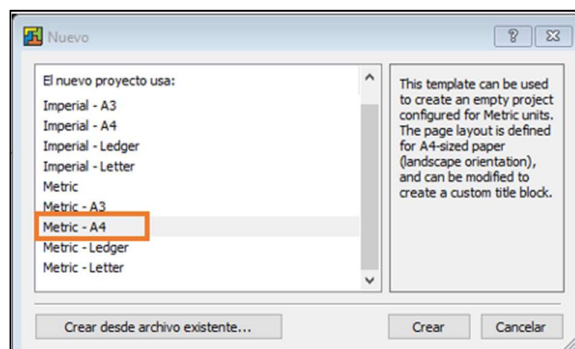 Nuevo
El nuevo proyecto usa:
Imperial - A3
Imperial - A4
Imperial - Ledger
Imperial - Letter
Metric
Metric - A3
Metric - A4
Metric - Ledger
Metric - Letter
This template can be used
to create an empty project
configured for Metric units.
The page layout is defined
for A4-sized paper
(landscape orientation),
and can be modified to
create a custom title block.
Crear desde archivo existente...
Crear
Cancelar